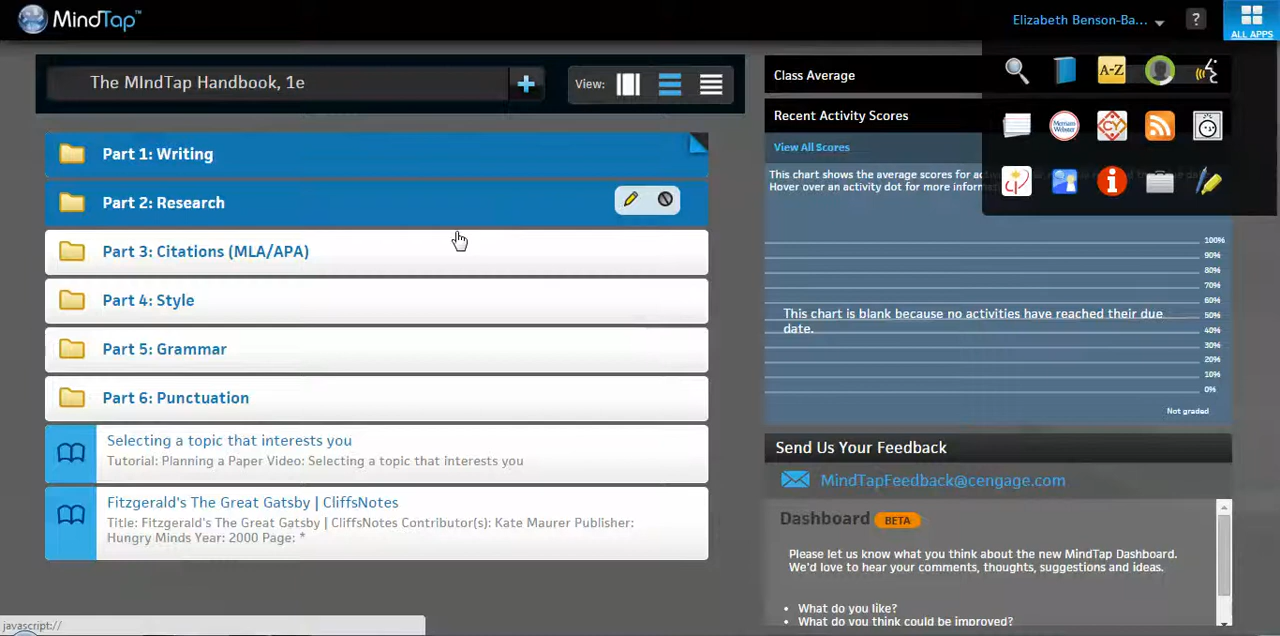 MindTap™
Elizabeth Benson-Ba...
?
ALL APPS
The MIndTap Handbook, 1e
View:
Part 1: Writing
Part 2: Research
Part 3: Citations (MLA/APA)
Part 4: Style
Part 5: Grammar
Part 6: Punctuation
Selecting a topic that interests you
Tutorial: Planning a Paper Video: Selecting a topic that interests you
Fitzgerald's The Great Gatsby | CliffsNotes
Title: Fitzgerald's The Great Gatsby | CliffsNotes Contributor(s): Kate Maurer Publisher:
Hungry Minds Year: 2000 Page: *
javascript://
Class Average
Recent Activity Scores
View All Scores
This chart shows the average scores for
Hover over an activity dot for more
A-Z
Merriam
Webster
CY
i
100%
90%
80%
70%
60%
50%
40%
30%
20%
10%
0%
This chart is blank because no activities have reached their due
date.
Not graded
Send Us Your Feedback
MindTapFeedback@cengage.com
Dashboard BETA
Please let us know what you think about the new MindTap Dashboard.
We'd love to hear your comments, thoughts, suggestions and ideas.
• What do you like?
• What do you think could be improved?